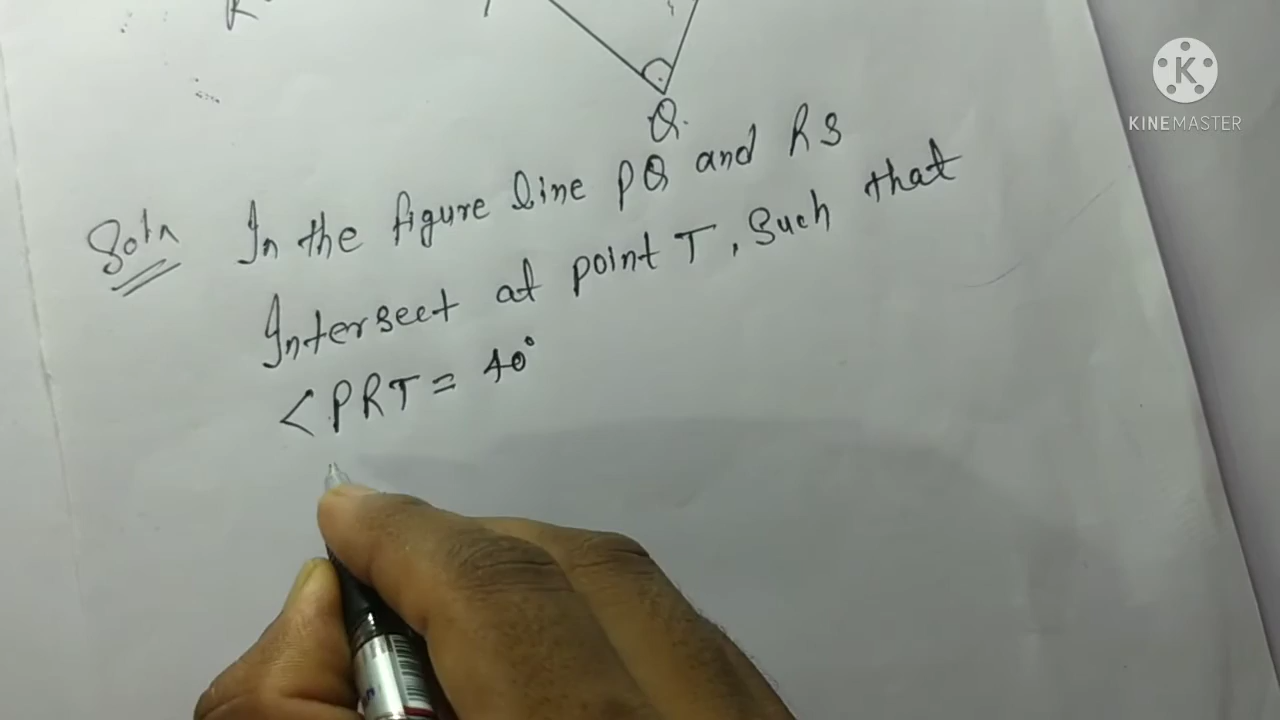 R
Q.
Soln In the figure line PQ and RS
Intersect at point T, Such that
<PRT = 40°
K
KINEMASTER